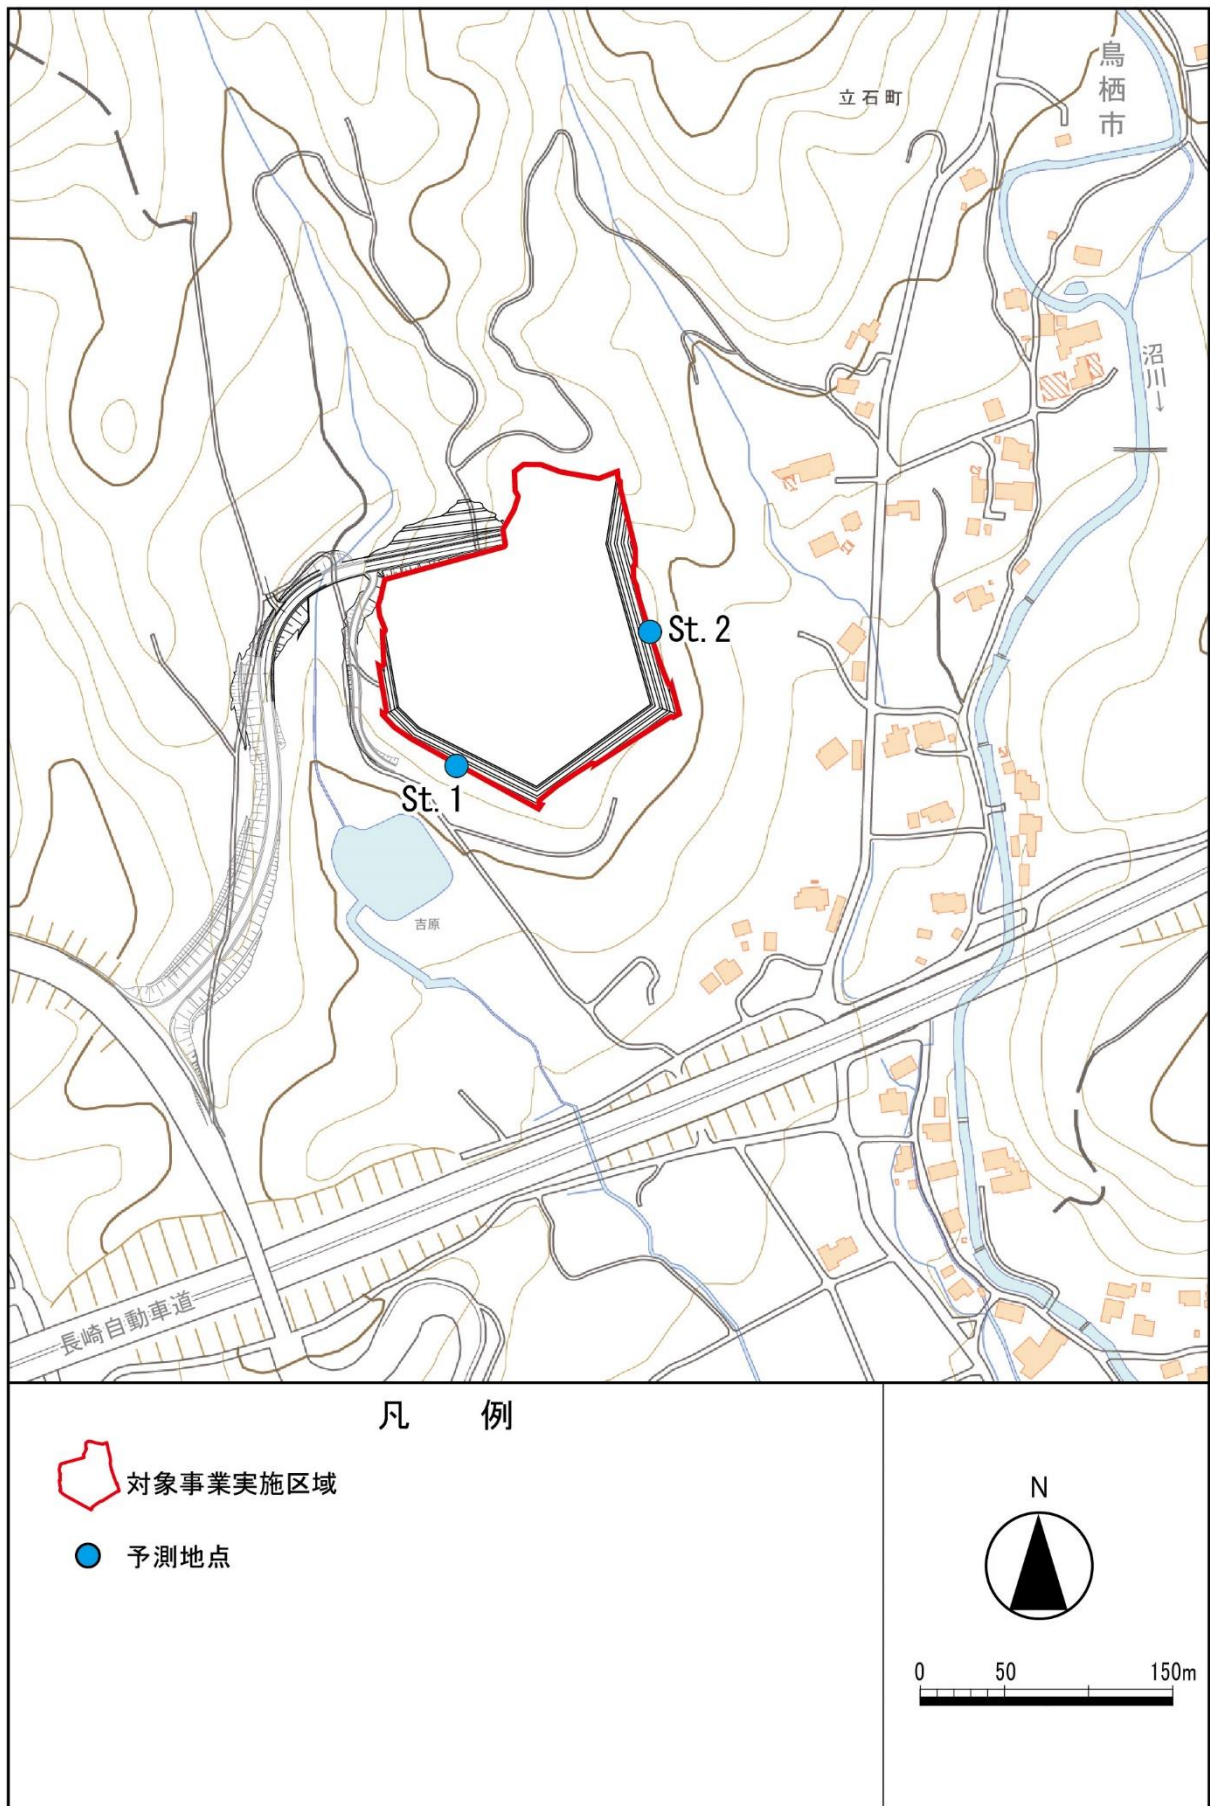 鳥栖市
立石町
沼川→
St. 2
St. 1
吉原
長崎自動車道
凡 例
対象事業実施区域
予測地点
N
0 50 150m